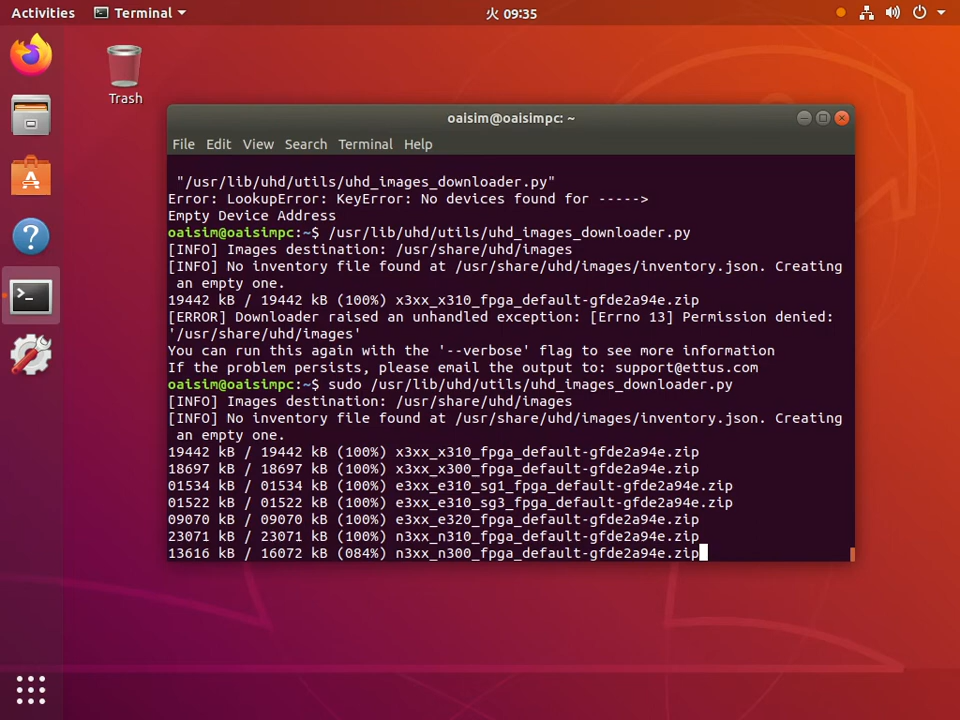 Activities
Terminal
火 09:35
Trash
oaisim@oaisimpc: ~
File Edit View Search Terminal Help
"/usr/lib/uhd/utils/uhd_images_downloader.py"
Error: LookupError: KeyError: No devices found for ----->
Empty Device Address
oaisim@oaisimpc:~$ /usr/lib/uhd/utils/uhd_images_downloader.py
[INFO] Images destination: /usr/share/uhd/images
[INFO] No inventory file found at /usr/share/uhd/images/inventory.json. Creating
an empty one.
19442 kB / 19442 kB (100%) x3xx_x310_fpga_default-gfde2a94e.zip
[ERROR] Downloader raised an unhandled exception: [Errno 13] Permission denied:
'/usr/share/uhd/images'
You can run this again with the '--verbose' flag to see more information
If the problem persists, please email the output to: support@ettus.com
oaisim@oaisimpc:~$ sudo /usr/lib/uhd/utils/uhd_images_downloader.py
[INFO] Images destination: /usr/share/uhd/images
[INFO] No inventory file found at /usr/share/uhd/images/inventory.json. Creating
an empty one.
19442 kB / 19442 kB (100%) x3xx_x310_fpga_default-gfde2a94e.zip
18697 kB / 18697 kB (100%) x3xx_x300_fpga_default-gfde2a94e.zip
01534 kB / 01534 kB (100%) e3xx_e310_sg1_fpga_default-gfde2a94e.zip
01522 kB / 01522 kB (100%) e3xx_e310_sg3_fpga_default-gfde2a94e.zip
09070 kB / 09070 kB (100%) e3xx_e320_fpga_default-gfde2a94e.zip
23071 kB / 23071 kB (100%) n3xx_n310_fpga_default-gfde2a94e.zip
13616 kB / 16072 kB (084%) n3xx_n300_fpga_default-gfde2a94e.zip